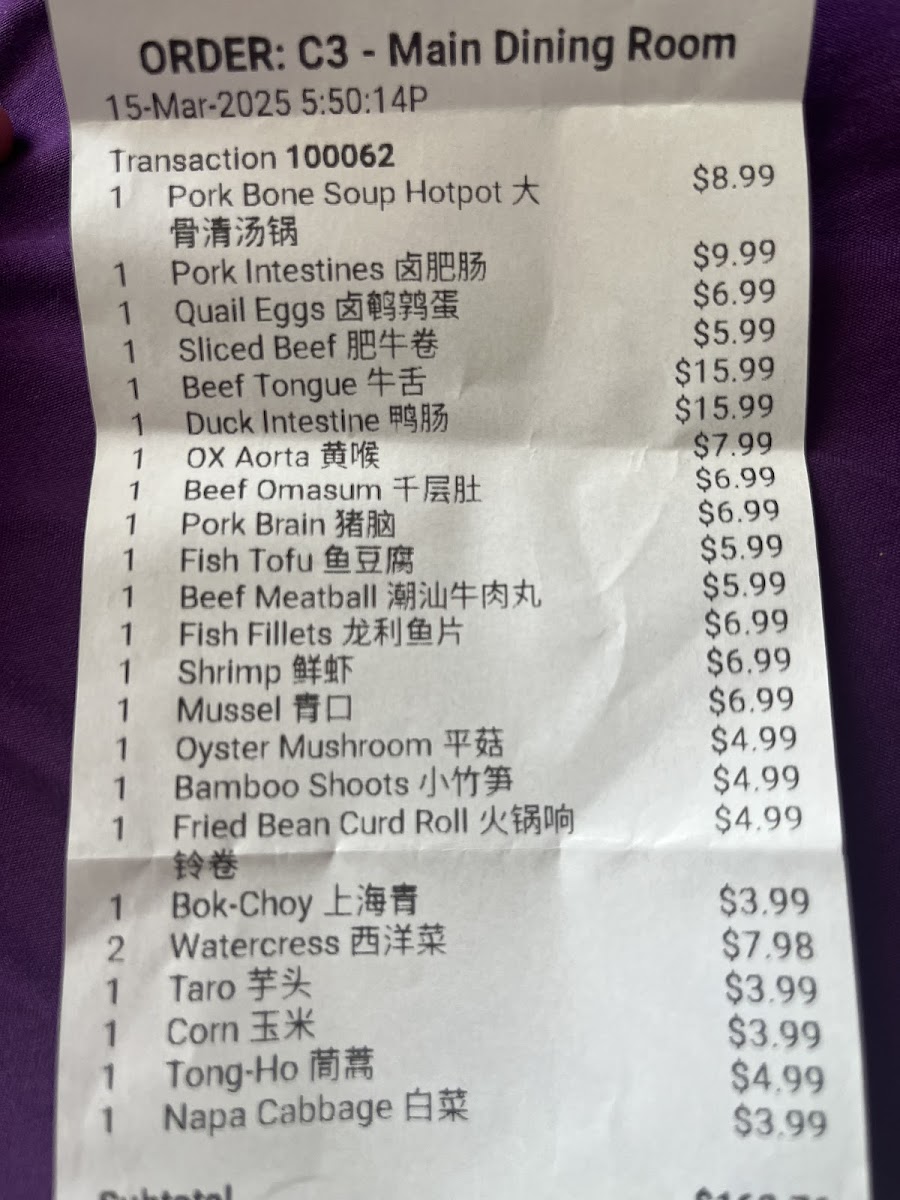 ORDER: C3 - Main Dining Room
15-Mar-2025 5:50:14P
Transaction 100062
1 Pork Bone Soup Hotpot 大 $8.99
骨清汤锅
1 Pork Intestines 卤肥肠 $9.99
1 Quail Eggs 卤鹌鹑蛋 $6.99
1 Sliced Beef 肥牛卷 $5.99
1 Beef Tongue 牛舌 $15.99
1 Duck Intestine 鸭肠 $15.99
1 OX Aorta 黄喉 $7.99
1 Beef Omasum 千层肚 $6.99
1 Pork Brain 猪脑 $6.99
1 Fish Tofu 鱼豆腐 $5.99
1 Beef Meatball 潮汕牛肉丸 $5.99
1 Fish Fillets 龙利鱼片 $6.99
1 Shrimp 鲜虾 $6.99
1 Mussel 青口 $6.99
1 Oyster Mushroom 平菇 $4.99
1 Bamboo Shoots 小竹笋 $4.99
1 Fried Bean Curd Roll 火锅响 $4.99
铃卷
1 Bok-Choy 上海青 $3.99
2 Watercress 西洋菜 $7.98
1 Taro 芋头 $3.99
1 Corn 玉米 $3.99
1 Tong-Ho 茼蒿 $4.99
1 Napa Cabbage 白菜 $3.99
Subtotal